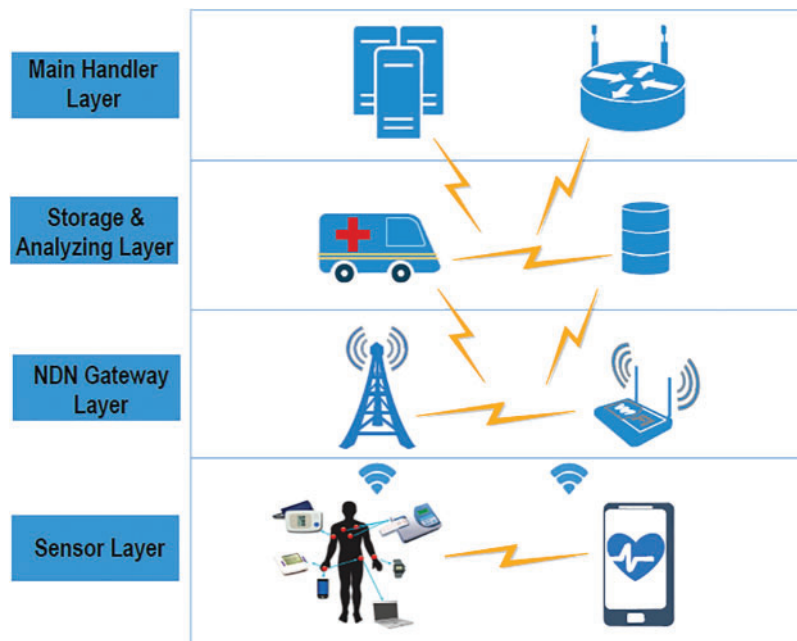 Main Handler
Layer
Storage &
Analyzing Layer
NDN Gateway
Layer
Sensor Layer